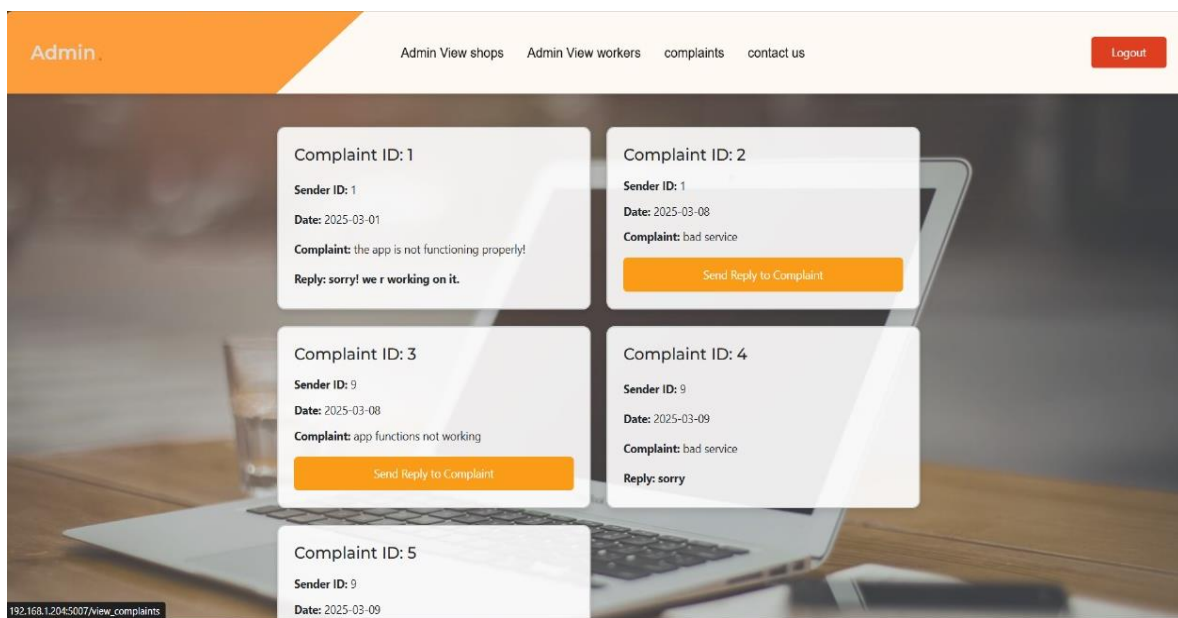 Admin.
Admin View shops Admin View workers complaints contact us
Logout
Complaint ID: 1
Sender ID: 1
Date: 2025-03-01
Complaint: the app is not functioning properly!
Reply: sorry! we r working on it.
Complaint ID: 2
Sender ID: 1
Date: 2025-03-08
Complaint: bad service
Send Reply to Complaint
Complaint ID: 3
Sender ID: 9
Date: 2025-03-08
Complaint: app functions not working
Send Reply to Complaint
Complaint ID: 4
Sender ID: 9
Date: 2025-03-09
Complaint: bad service
Reply: sorry
Complaint ID: 5
Sender ID: 9
Date: 2025-03-09
192.168.1.204:5007/view_complaints